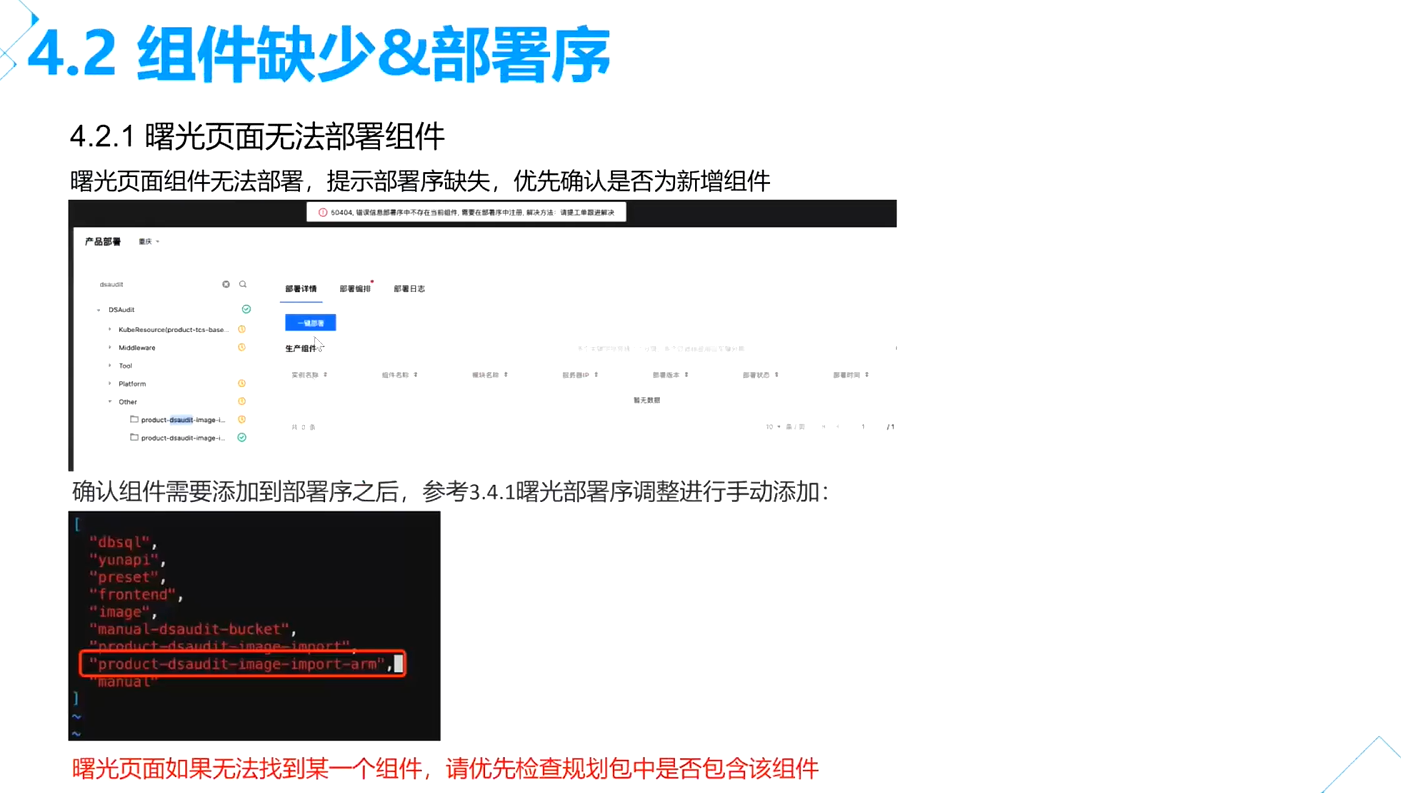 4.2 组件缺少&部署序
4.2.1 曙光页面无法部署组件
曙光页面组件无法部署，提示部署序缺失，优先确认是否为新增组件
50404, 错误信息部署序中不存在当前组件, 需要在部署序中注册, 解决方法：请提工单跟进解决
产品部署 重庆
dsaudit
部署详情 部署编排 部署日志
DSAudit
一键部署
KubeResource(product-tcs-base...
Middleware
生产组件
Tool
实例名称 组件名称 模块名称 服务器IP 部署版本 部署状态 部署时间
Platform
Other
暂无数据
product-dsaudit-image-i...
共 0 条 10 条 / 页 1 / 1
product-dsaudit-image-i...
确认组件需要添加到部署序之后，参考3.4.1曙光部署序调整进行手动添加：
[
"dbsql",
"yunapi",
"preset",
"frontend",
"image",
"manual-dsaudit-bucket",
"product-dsaudit-image-import",
"product-dsaudit-image-import-arm",
"manual"
]
~
~
曙光页面如果无法找到某一个组件，请优先检查规划包中是否包含该组件